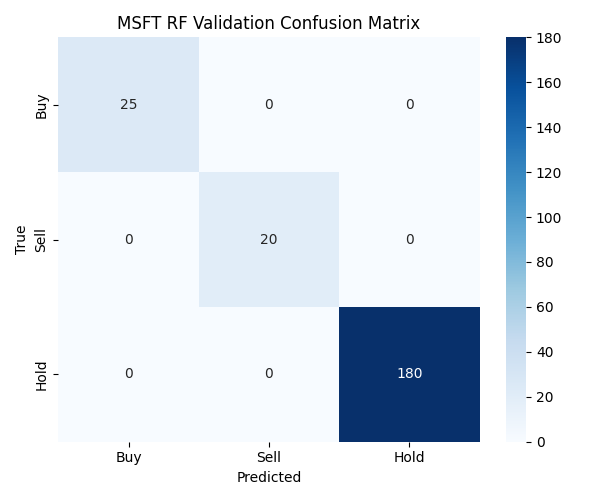 MSFT RF Validation Confusion Matrix
180
160
140
120
100
80
60
40
20
0
True
Buy
25 0 0
Sell
0 20 0
Hold
0 0 180
Buy Sell Hold
Predicted